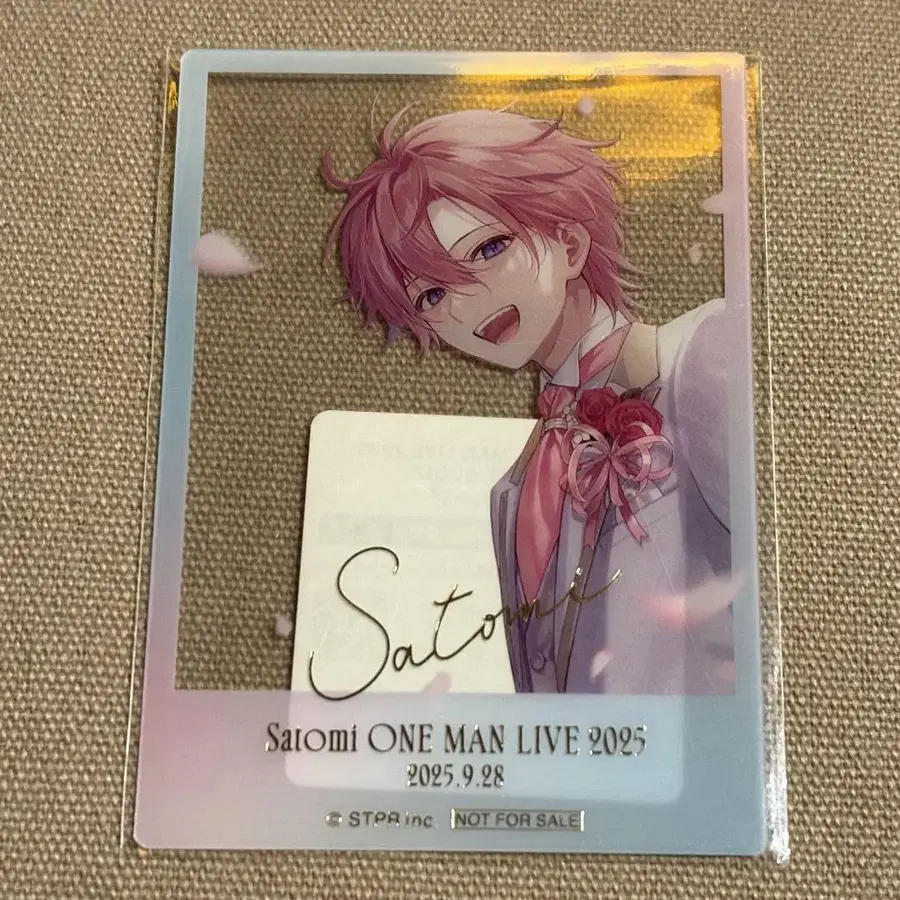 Satomi
Satomi ONE MAN LIVE 2025
2025.9.28
© STPR Inc. NOT FOR SALE